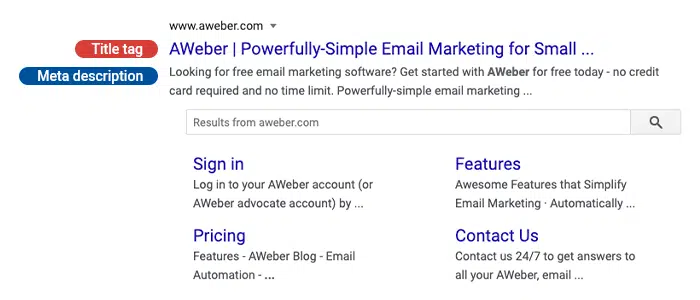 www.aweber.com
Title tag
AWeber | Powerfully-Simple Email Marketing for Small ...
Meta description
Looking for free email marketing software? Get started with AWeber for free today - no credit
card required and no time limit. Powerfully-simple email marketing ...
Results from aweber.com
Sign in
Log in to your AWeber account (or
AWeber advocate account) by ...
Features
Awesome Features that Simplify
Email Marketing · Automatically ...
Pricing
Features - AWeber Blog - Email
Automation - ...
Contact Us
Contact us 24/7 to get answers to
all your AWeber, email ...